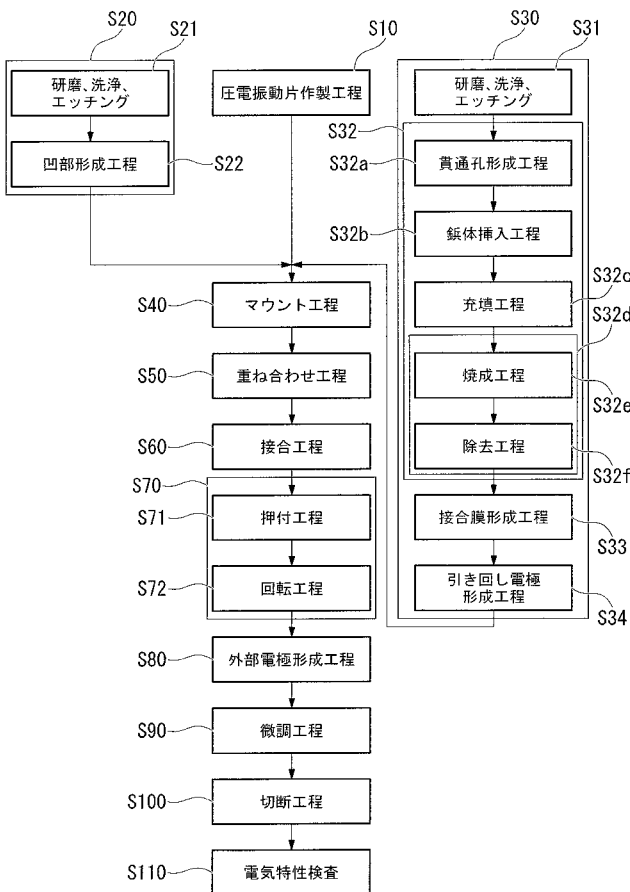 S20
S21
研磨、洗浄、
エッチング
凹部形成工程
S22
S10
圧電振動片作製工程
S30
S31
研磨、洗浄、
エッチング
S32
S32a
貫通孔形成工程
S32b
鋲体挿入工程
S32c
充填工程
S32d
焼成工程
S32e
除去工程
S32f
接合膜形成工程
S33
引き回し電極
形成工程
S34
S40
マウント工程
S50
重ね合わせ工程
S60
接合工程
S70
S71
押付工程
S72
回転工程
S80
外部電極形成工程
S90
微調工程
S100
切断工程
S110
電気特性検査